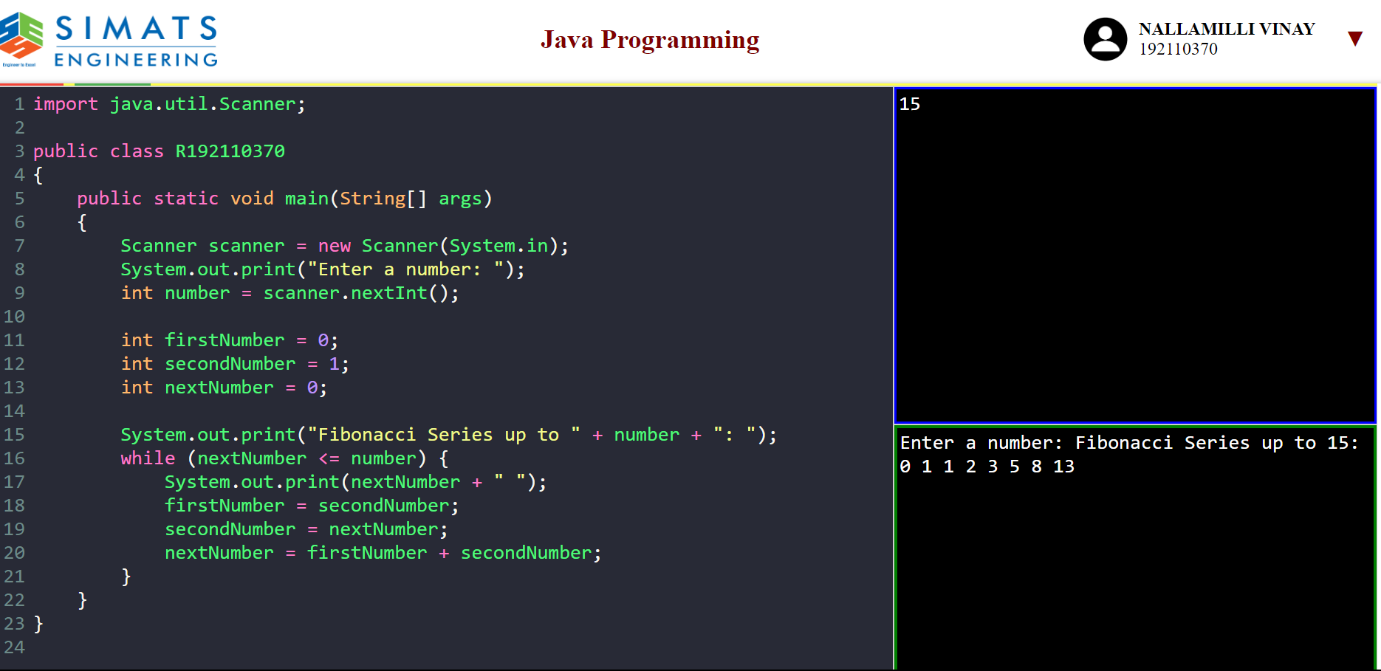 SIMATS
ENGINEERING
Engineer to Excel
Java Programming
NALLAMILLI VINAY
192110370
1 import java.util.Scanner;
2
3 public class R192110370
4 {
5     public static void main(String[] args)
6     {
7         Scanner scanner = new Scanner(System.in);
8         System.out.print("Enter a number: ");
9         int number = scanner.nextInt();
10
11         int firstNumber = 0;
12         int secondNumber = 1;
13         int nextNumber = 0;
14
15         System.out.print("Fibonacci Series up to " + number + ": ");
16         while (nextNumber <= number) {
17             System.out.print(nextNumber + " ");
18             firstNumber = secondNumber;
19             secondNumber = nextNumber;
20             nextNumber = firstNumber + secondNumber;
21         }
22     }
23 }
24
15
Enter a number: Fibonacci Series up to 15:
0 1 1 2 3 5 8 13